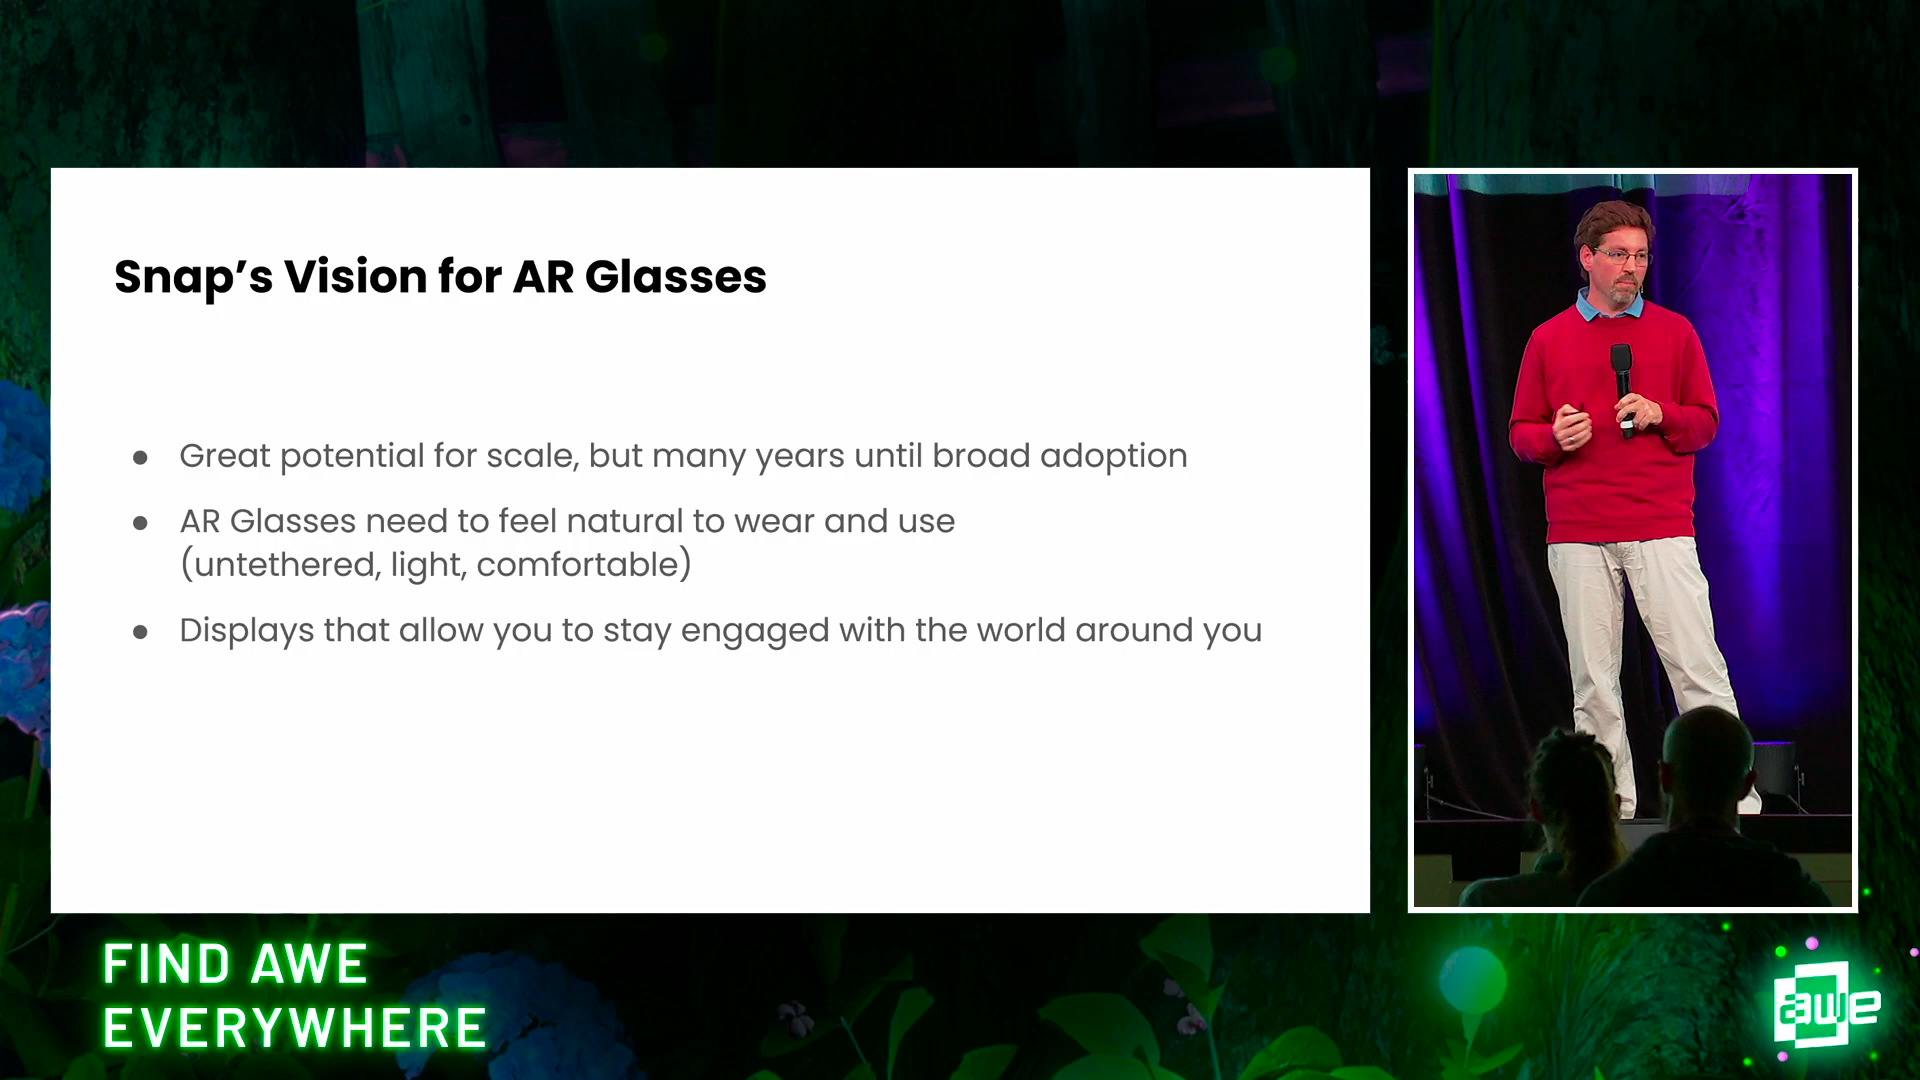 Snap’s Vision for AR Glasses
● Great potential for scale, but many years until broad adoption
● AR Glasses need to feel natural to wear and use
(untethered, light, comfortable)
● Displays that allow you to stay engaged with the world around you
FIND AWE
EVERYWHERE
awe